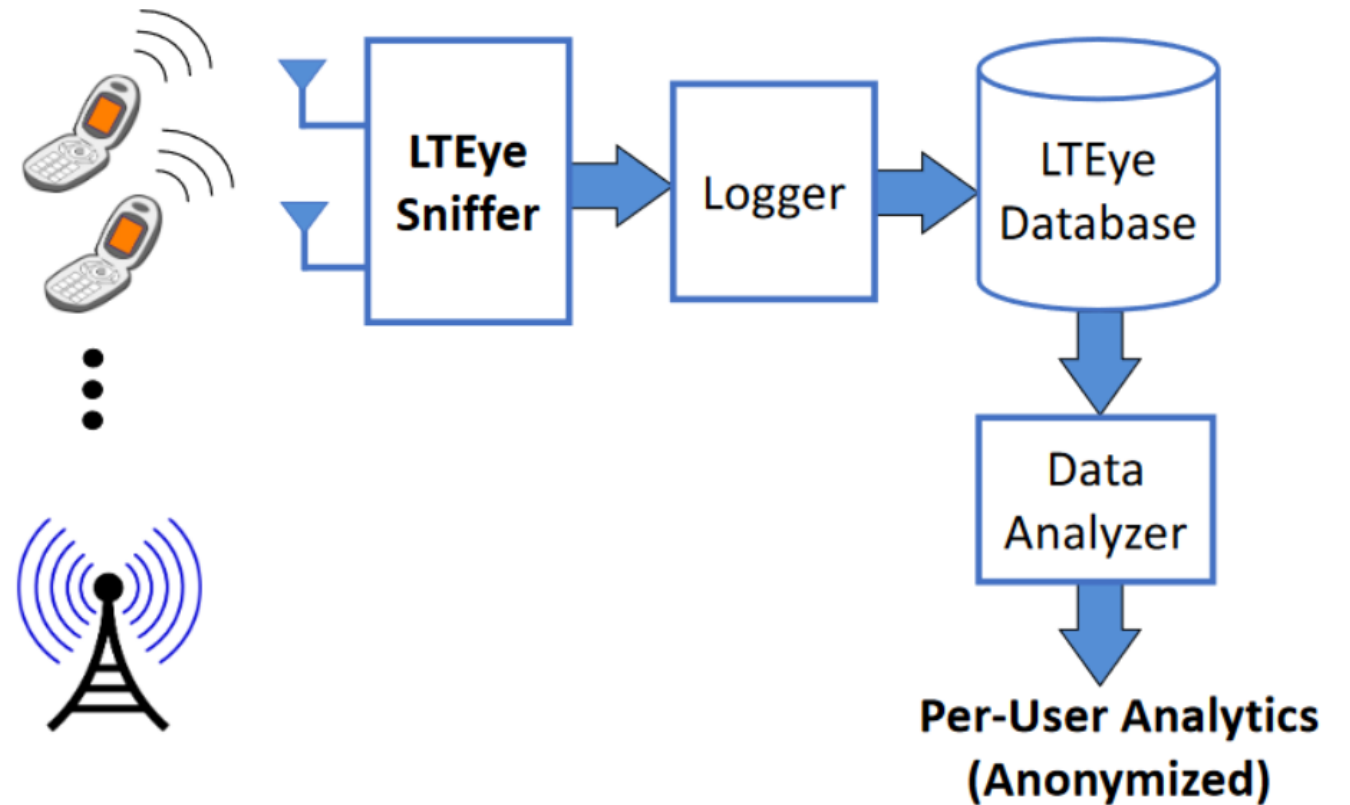 LTEye
Sniffer
Logger
LTEye
Database
Data
Analyzer
Per-User Analytics
(Anonymized)